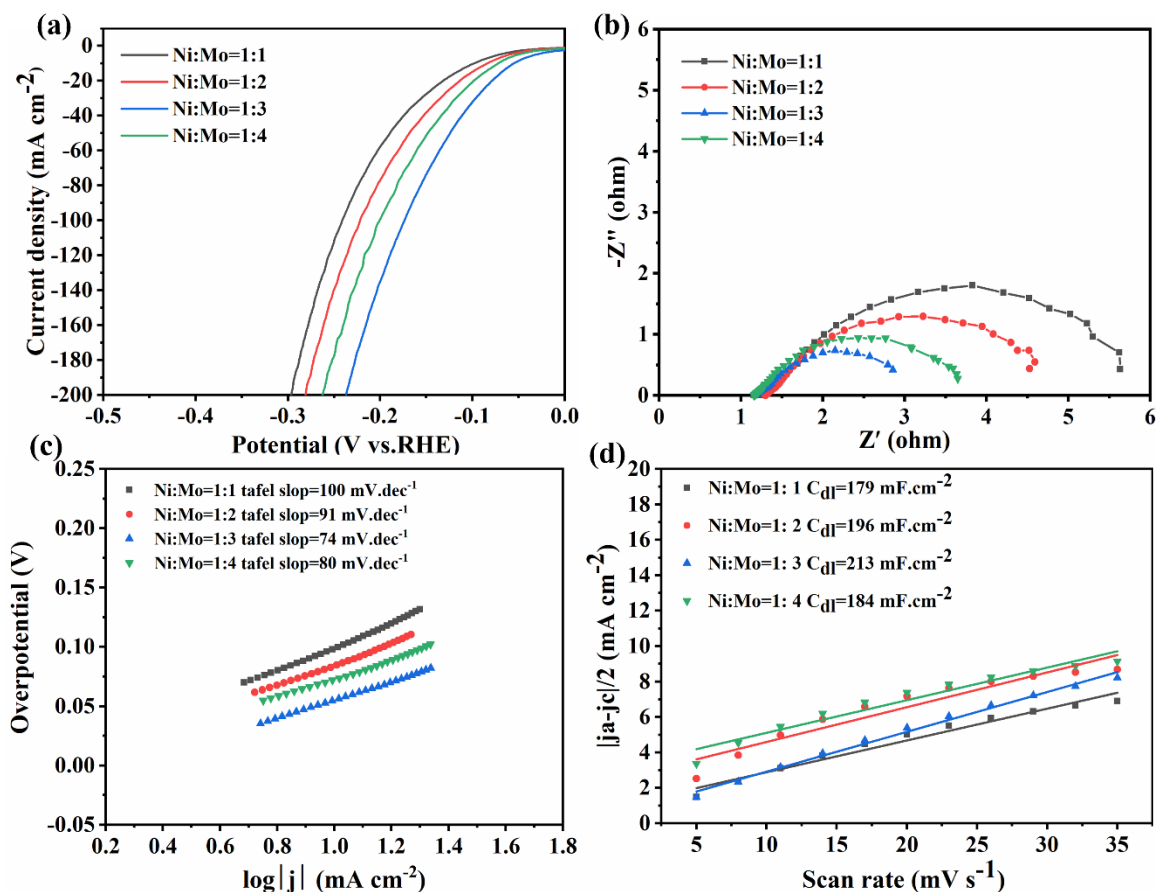 (a)
Ni:Mo=1:1
Ni:Mo=1:2
Ni:Mo=1:3
Ni:Mo=1:4
0
-20
-40
-60
-80
-100
-120
-140
-160
-180
-200
-0.5
-0.4
-0.3
-0.2
-0.1
0.0
Current density (mA cm⁻²)
Potential (V vs.RHE)
(b)
Ni:Mo=1:1
Ni:Mo=1:2
Ni:Mo=1:3
Ni:Mo=1:4
6
5
4
3
2
1
0
0
1
2
3
4
5
6
-Z'' (ohm)
Z' (ohm)
(c)
Ni:Mo=1:1 tafel slop=100 mV.dec⁻¹
Ni:Mo=1:2 tafel slop=91 mV.dec⁻¹
Ni:Mo=1:3 tafel slop=74 mV.dec⁻¹
Ni:Mo=1:4 tafel slop=80 mV.dec⁻¹
0.25
0.20
0.15
0.10
0.05
0.00
-0.05
0.2
0.4
0.6
0.8
1.0
1.2
1.4
1.6
1.8
Overpotential (V)
log|j| (mA cm⁻²)
(d)
Ni:Mo=1: 1 Cdl=179 mF.cm⁻²
Ni:Mo=1: 2 Cdl=196 mF.cm⁻²
Ni:Mo=1: 3 Cdl=213 mF.cm⁻²
Ni:Mo=1: 4 Cdl=184 mF.cm⁻²
20
18
16
14
12
10
8
6
4
2
0
5
10
15
20
25
30
35
|ja-jc|/2 (mA cm⁻²)
Scan rate (mV s⁻¹)